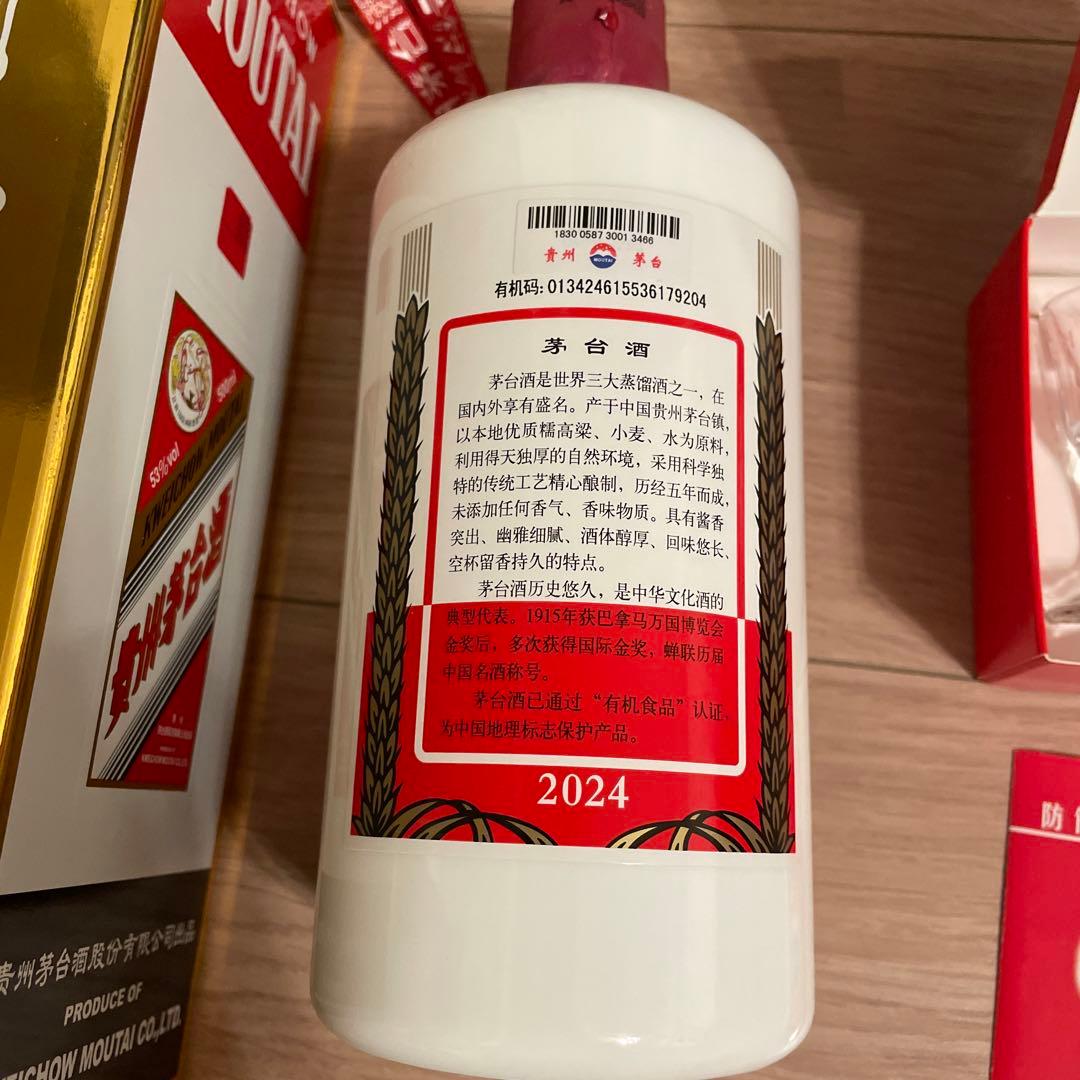 1830 0587 3001 3466
贵州 MOUTAI 茅台
有机码:013424615536179204
茅台酒
茅台酒是世界三大蒸馏酒之一，在
国内外享有盛名。产于中国贵州茅台镇，
以本地优质糯高粱、小麦、水为原料，
利用得天独厚的自然环境，采用科学独
特的传统工艺精心酿制，历经五年而成，
未添加任何香气、香味物质。具有酱香
突出、幽雅细腻、酒体醇厚、回味悠长、
空杯留香持久的特点。
茅台酒历史悠久，是中华文化酒的
典型代表。1915年获巴拿马万国博览会
金奖后，多次获得国际金奖，蝉联历届
中国名酒称号。
茅台酒已通过“有机食品”认证，
为中国地理标志保护产品。
2024
MOUTAI
500ml
53%vol
KWEICHOW MOUTAI
贵州茅台酒
贵州茅台酒股份有限公司出品
PRODUCE OF
KWEICHOW MOUTAI CO.,LTD.
茅台
防